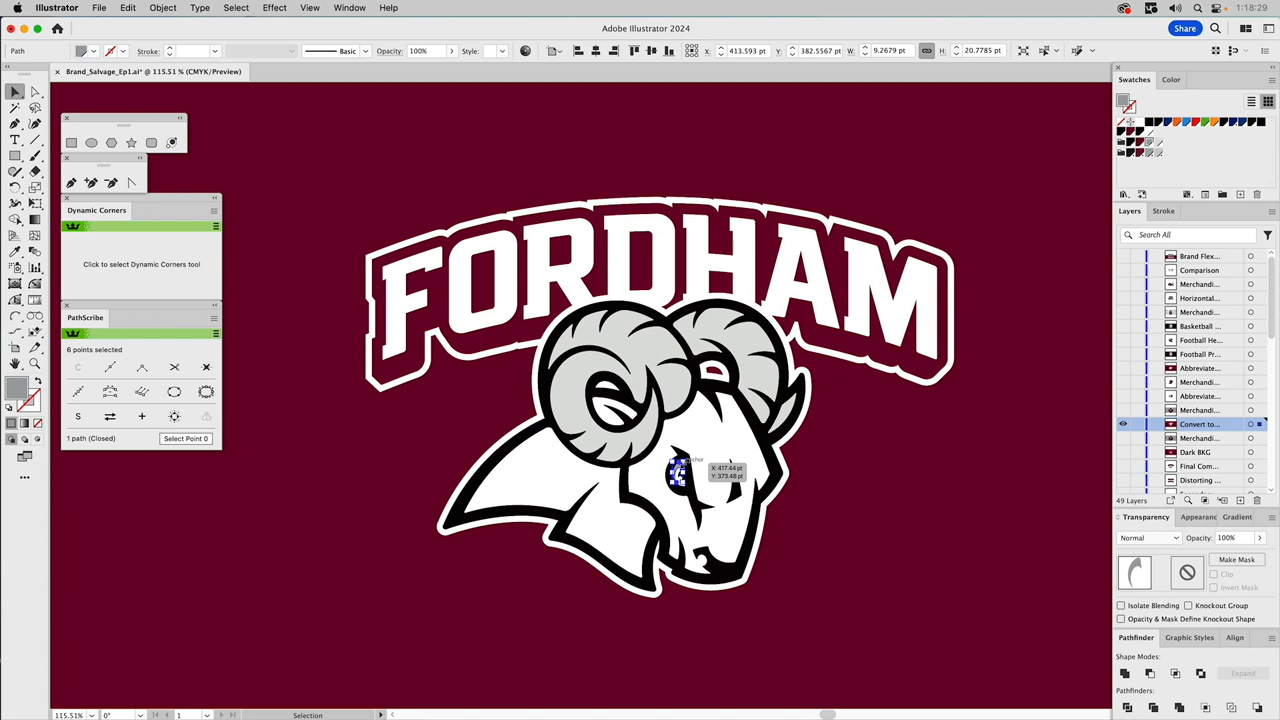 Illustrator File Edit Object Type Select Effect View Window Help 1:18:29
Adobe Illustrator 2024
Share
Path Stroke: Basic Opacity: 100% Style: X: 413.593 pt Y: 382.5567 pt W: 9.2679 pt H: 20.7785 pt
Brand_Salvage_Ep1.ai* @ 115.51 % (CMYK/Preview)
Dynamic Corners
Click to select Dynamic Corners tool
PathScribe
6 points selected
1 path (Closed) Select Point 0
FORDHAM
X: 417.44 pt
Y: 373.48 pt
Swatches Color
Layers Stroke
Search All
Brand Flex...
Comparison
Merchandi...
Horizontal...
Merchandi...
Basketball ...
Football He...
Football Pr...
Abbreviate...
Merchandi...
Abbreviate...
Merchandi...
Convert to...
Merchandi...
Dark BKG
Final Com...
Distorting ...
49 Layers
Transparency Appearanc Gradient
Normal Opacity: 100%
Make Mask
Clip
Invert Mask
Isolate Blending Knockout Group
Opacity & Mask Define Knockout Shape
Pathfinder Graphic Styles Align
Shape Modes:
Expand
Pathfinders:
115.51% 0° 1 Selection